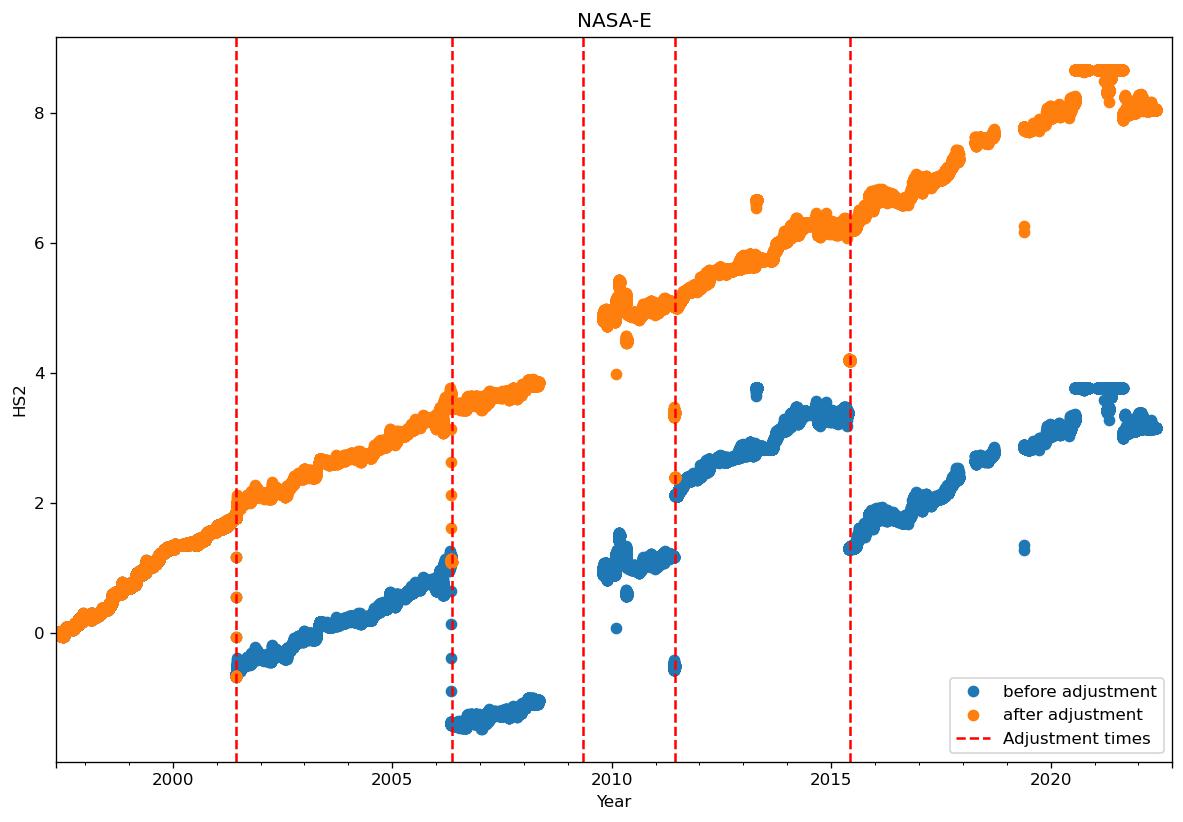 NASA-E
HS2
8
6
4
2
0
2000 2005 2010 2015 2020
Year
before adjustment
after adjustment
Adjustment times